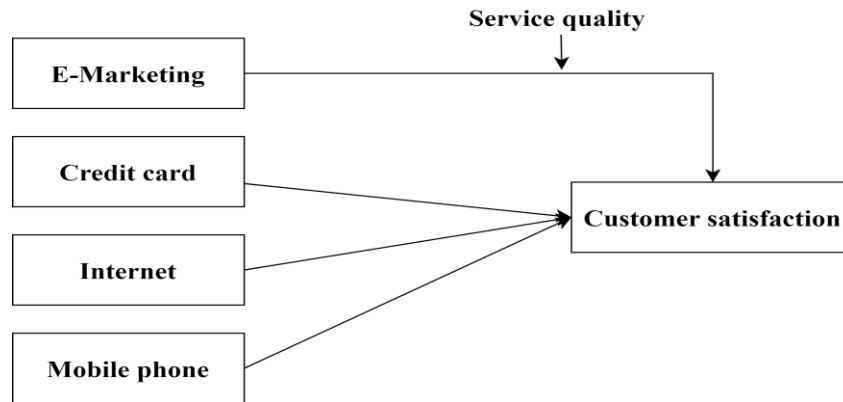 Service quality
E-Marketing
Credit card
Customer satisfaction
Internet
Mobile phone